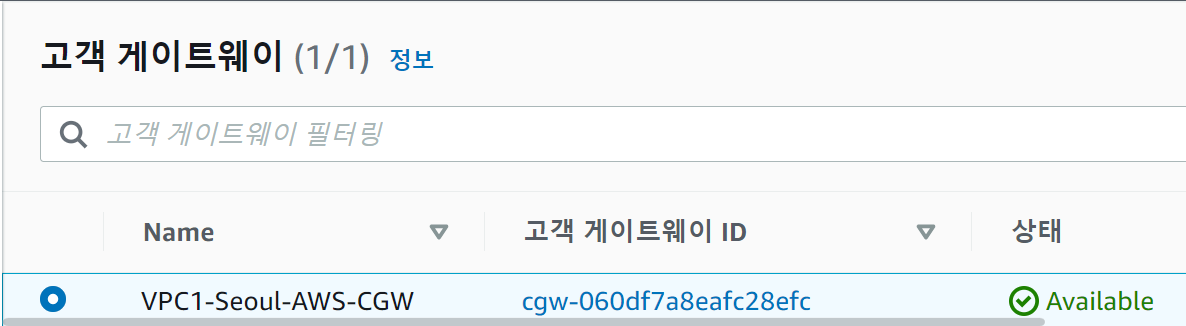 고객 게이트웨이 (1/1) 정보
고객 게이트웨이 필터링
Name 고객 게이트웨이 ID 상태
VPC1-Seoul-AWS-CGW cgw-060df7a8eafc28efc Available